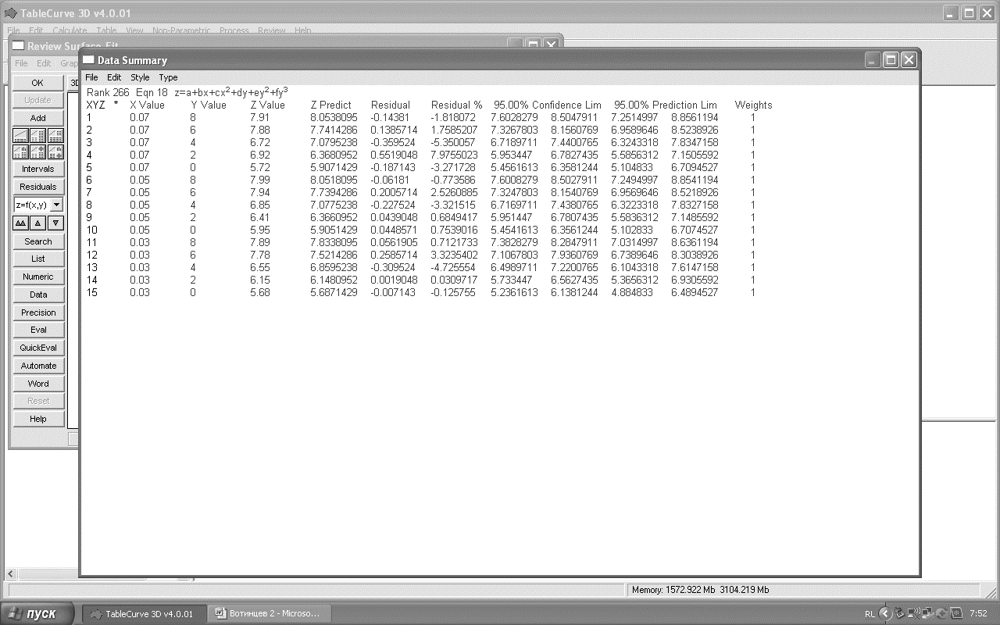 TableCurve 3D v4.0.01
File Edit Calculate Table View Non-Parametric Process Review Help
Review Surface-Fit
File Edit
Data Summary
File Edit Style Type
OK
Update
Add
Intervals
Residuals
z=f(x,y)
Search
List
Numeric
Data
Precision
Eval
QuickEval
Automate
Word
Reset
Help
Rank 266 Eqn 18 z=a+bx+cx²+dy+ey²+fy³
XYZ * X Value Y Value Z Value Z Predict Residual Residual % 95.00% Confidence Lim 95.00% Prediction Lim Weights
1 0.07 8 7.91 8.0538095 -0.14381 -1.818072 7.6028279 8.5047911 7.2514997 8.8561194 1
2 0.07 6 7.88 7.7414286 0.1385714 1.7585207 7.3267803 8.1560769 6.9589646 8.5238926 1
3 0.07 4 6.72 7.0795238 -0.359524 -5.350057 6.7189711 7.4400765 6.3243318 7.8347158 1
4 0.07 2 6.92 6.3680952 0.5519048 7.9755023 5.953447 6.7827435 5.5856312 7.1505592 1
5 0.07 0 5.72 5.9071429 -0.187143 -3.271728 5.4561613 6.3581244 5.104833 6.7094527 1
6 0.05 8 7.99 8.0518095 -0.06181 -0.773586 7.6008279 8.5027911 7.2494997 8.8541194 1
7 0.05 6 7.94 7.7394286 0.2005714 2.5260885 7.3247803 8.1540769 6.9569646 8.5218926 1
8 0.05 4 6.85 7.0775238 -0.227524 -3.321515 6.7169711 7.4380765 6.3223318 7.8327158 1
9 0.05 2 6.41 6.3660952 0.0439048 0.6849417 5.951447 6.7807435 5.5836312 7.1485592 1
10 0.05 0 5.95 5.9051429 0.0448571 0.7539016 5.4541613 6.3561244 5.102833 6.7074527 1
11 0.03 8 7.89 7.8338095 0.0561905 0.7121733 7.3828279 8.2847911 7.0314997 8.6361194 1
12 0.03 6 7.78 7.5214286 0.2585714 3.3235402 7.1067803 7.9360769 6.7389646 8.3038926 1
13 0.03 4 6.55 6.8595238 -0.309524 -4.725554 6.4989711 7.2200765 6.1043318 7.6147158 1
14 0.03 2 6.15 6.1480952 0.0019048 0.0309717 5.733447 6.5627435 5.3656312 6.9305592 1
15 0.03 0 5.68 5.6871429 -0.007143 -0.125755 5.2361613 6.1381244 4.884833 6.4894527 1
Memory: 1572.922 Mb 3104.219 Mb
пуск TableCurve 3D v4.0.01 Вотинцев 2 - Microso... RL 7:52